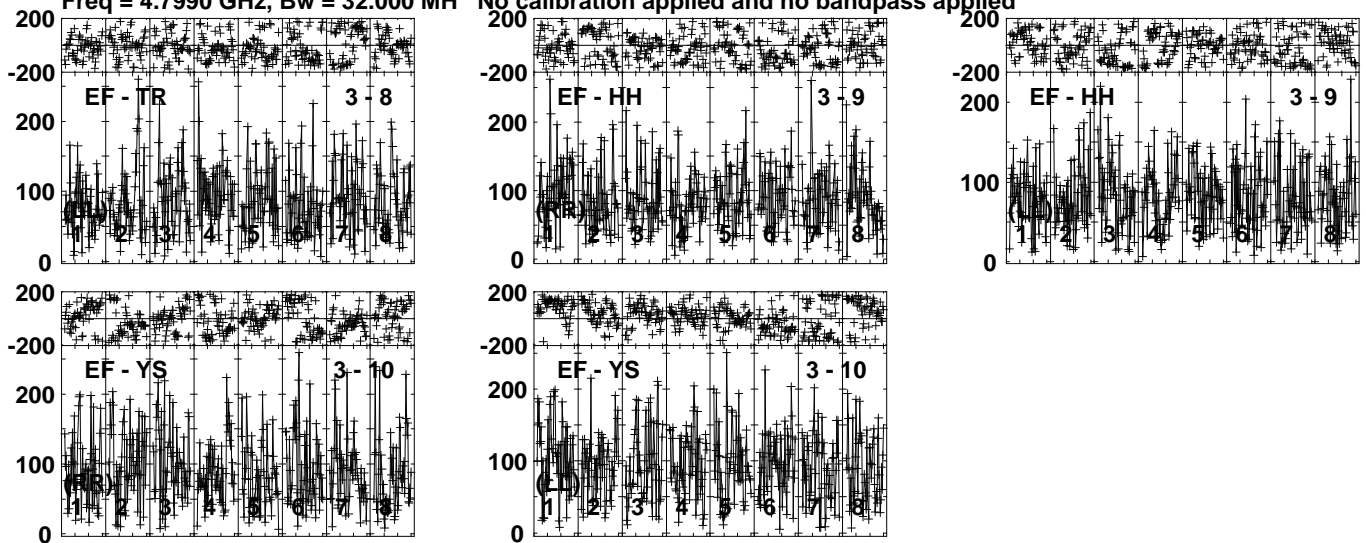 Freq = 4.7990 GHz, Bw = 32.000 MH No calibration applied and no bandpass applied
200
-200
EF - TR 3 - 8
200
100
0
(LL)
1 2 3 4 5 6 7 8
200
-200
EF - HH 3 - 9
200
100
0
(RR)
1 2 3 4 5 6 7 8
200
-200
EF - HH 3 - 9
200
100
0
(LL)
1 2 3 4 5 6 7 8
200
-200
EF - YS 3 - 10
200
100
0
(RR)
1 2 3 4 5 6 7 8
200
-200
EF - YS 3 - 10
200
100
0
(LL)
1 2 3 4 5 6 7 8